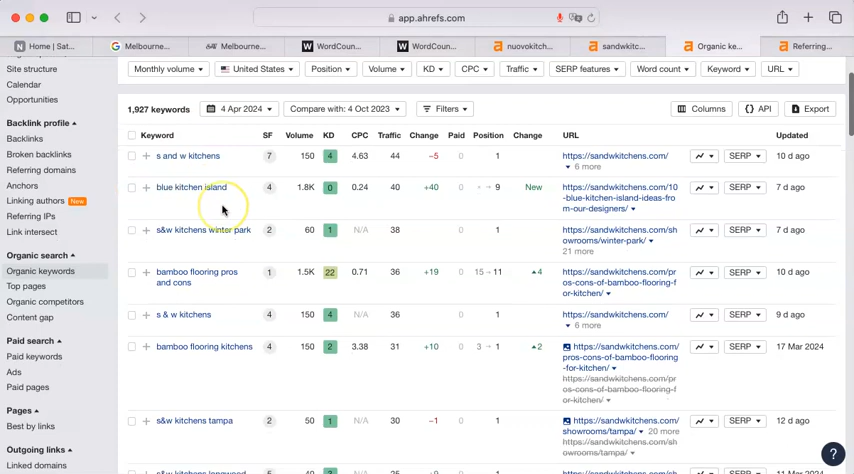 app.ahrefs.com
Home | Sat...
Melbourne...
Melbourne...
WordCoun...
WordCoun...
nuovokitch...
sandwkitc...
Organic ke...
Referring...
Site structure
Calendar
Opportunities
Backlink profile
Backlinks
Broken backlinks
Referring domains
Anchors
Linking authors New
Referring IPs
Link intersect
Organic search
Organic keywords
Top pages
Organic competitors
Content gap
Paid search
Paid keywords
Ads
Paid pages
Pages
Best by links
Outgoing links
Linked domains
Monthly volume United States Position Volume KD CPC Traffic SERP features Word count Keyword URL
1,927 keywords 4 Apr 2024 Compare with: 4 Oct 2023 Filters Columns {} API Export
Keyword SF Volume KD CPC Traffic Change Paid Position Change URL Updated
s and w kitchens 7 150 4 4.63 44 −5 0 1 https://sandwkitchens.com/ SERP 10 d ago
6 more
blue kitchen island 4 1.8K 0 0.24 40 +40 0 → 9 New https://sandwkitchens.com/10 SERP 7 d ago
-blue-kitchen-island-ideas-fro
m-our-designers/
s&w kitchens winter park 2 60 1 N/A 38 0 1 https://sandwkitchens.com/sh SERP 7 d ago
owrooms/winter-park/
21 more
bamboo flooring pros 1 1.5K 22 0.71 36 +19 0 15 → 11 4 https://sandwkitchens.com/pr SERP 10 d ago
and cons os-cons-of-bamboo-flooring-f
or-kitchen/
s & w kitchens 4 150 4 N/A 36 0 1 https://sandwkitchens.com/ SERP 9 d ago
6 more
bamboo flooring kitchens 4 150 2 3.38 31 +10 0 3 → 1 2 https://sandwkitchens.com/ SERP 17 Mar 2024
pros-cons-of-bamboo-flooring
-for-kitchen/
https://sandwkitchens.com/pr
os-cons-of-bamboo-flooring-f
or-kitchen/
s&w kitchens tampa 2 50 1 N/A 30 −1 0 1 https://sandwkitchens.com/ SERP 12 d ago
showrooms/tampa/ 20 more
https://sandwkitchens.com/sh
owrooms/tampa/
s&w kitchens longwood
?